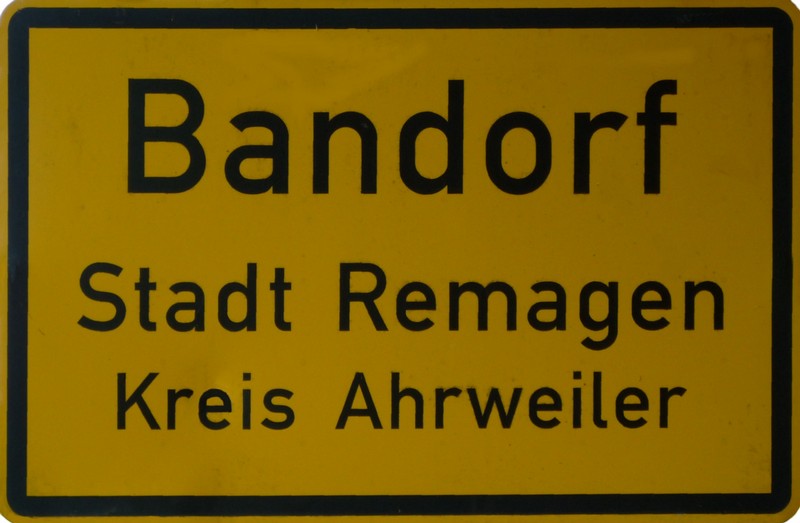 Bandorf
Stadt Remagen
Kreis Ahrweiler